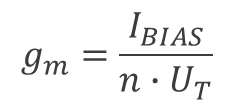 g_m = I_BIAS / n · U_T